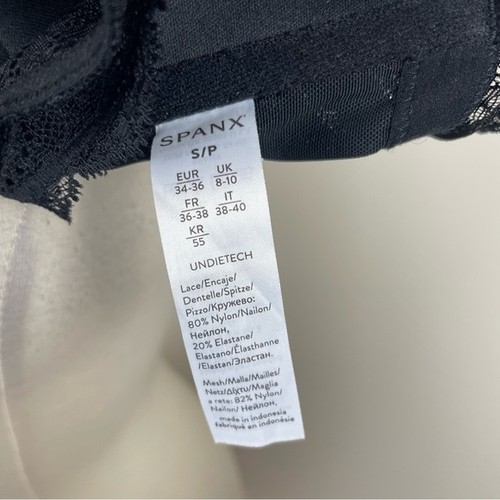 SPANX
S/P
EUR UK
34-36 8-10
FR IT
36-38 38-40
KR
55
UNDIETECH
Lace/Encaje/
Dentelle/Spitze/
Pizzo/Кружево:
80% Nylon/Nailon/
Нейлон,
20% Elastane/
Elastano/Élasthanne
/Elastan/Эластан.
Mesh/Malla/Mailles/
Netz/Δίχτυ/Maglia
a rete: 82% Nylon/
Nailon/ Нейлон,
made in indonesia
fabriqué en indonésie